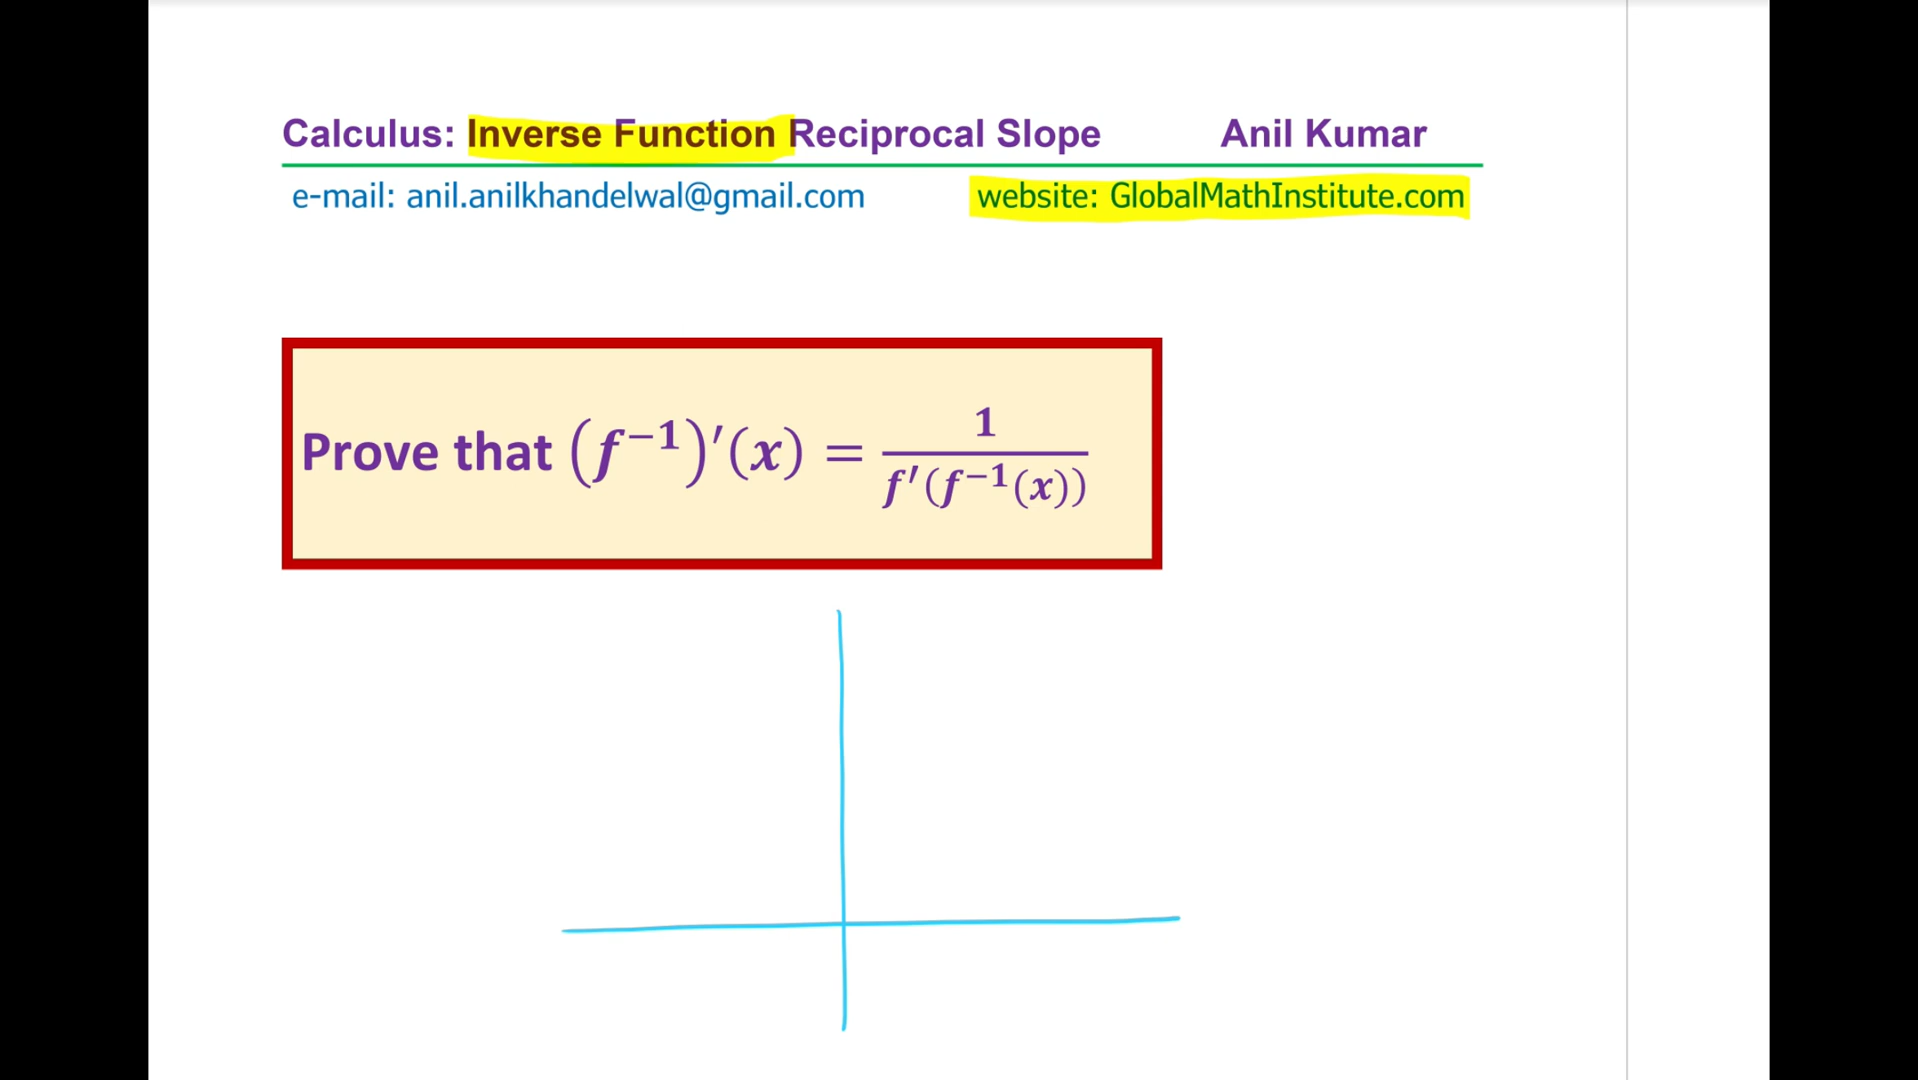 Calculus: Inverse Function Reciprocal Slope Anil Kumar
e-mail: anil.anilkhandelwal@gmail.com website: GlobalMathInstitute.com
Prove that (f⁻¹)′(x) = 1 / f′(f⁻¹(x))